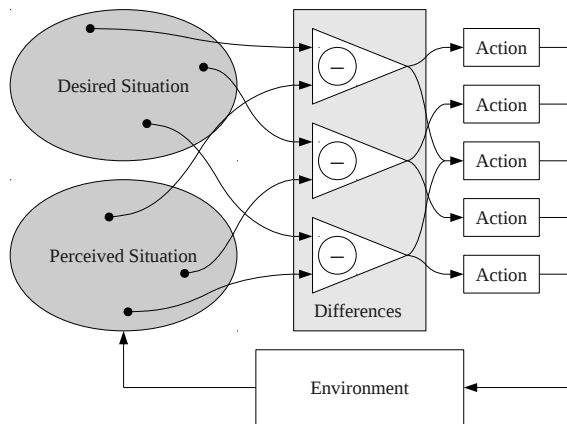 Desired Situation
Perceived Situation
−
−
−
Differences
Action
Action
Action
Action
Action
Environment